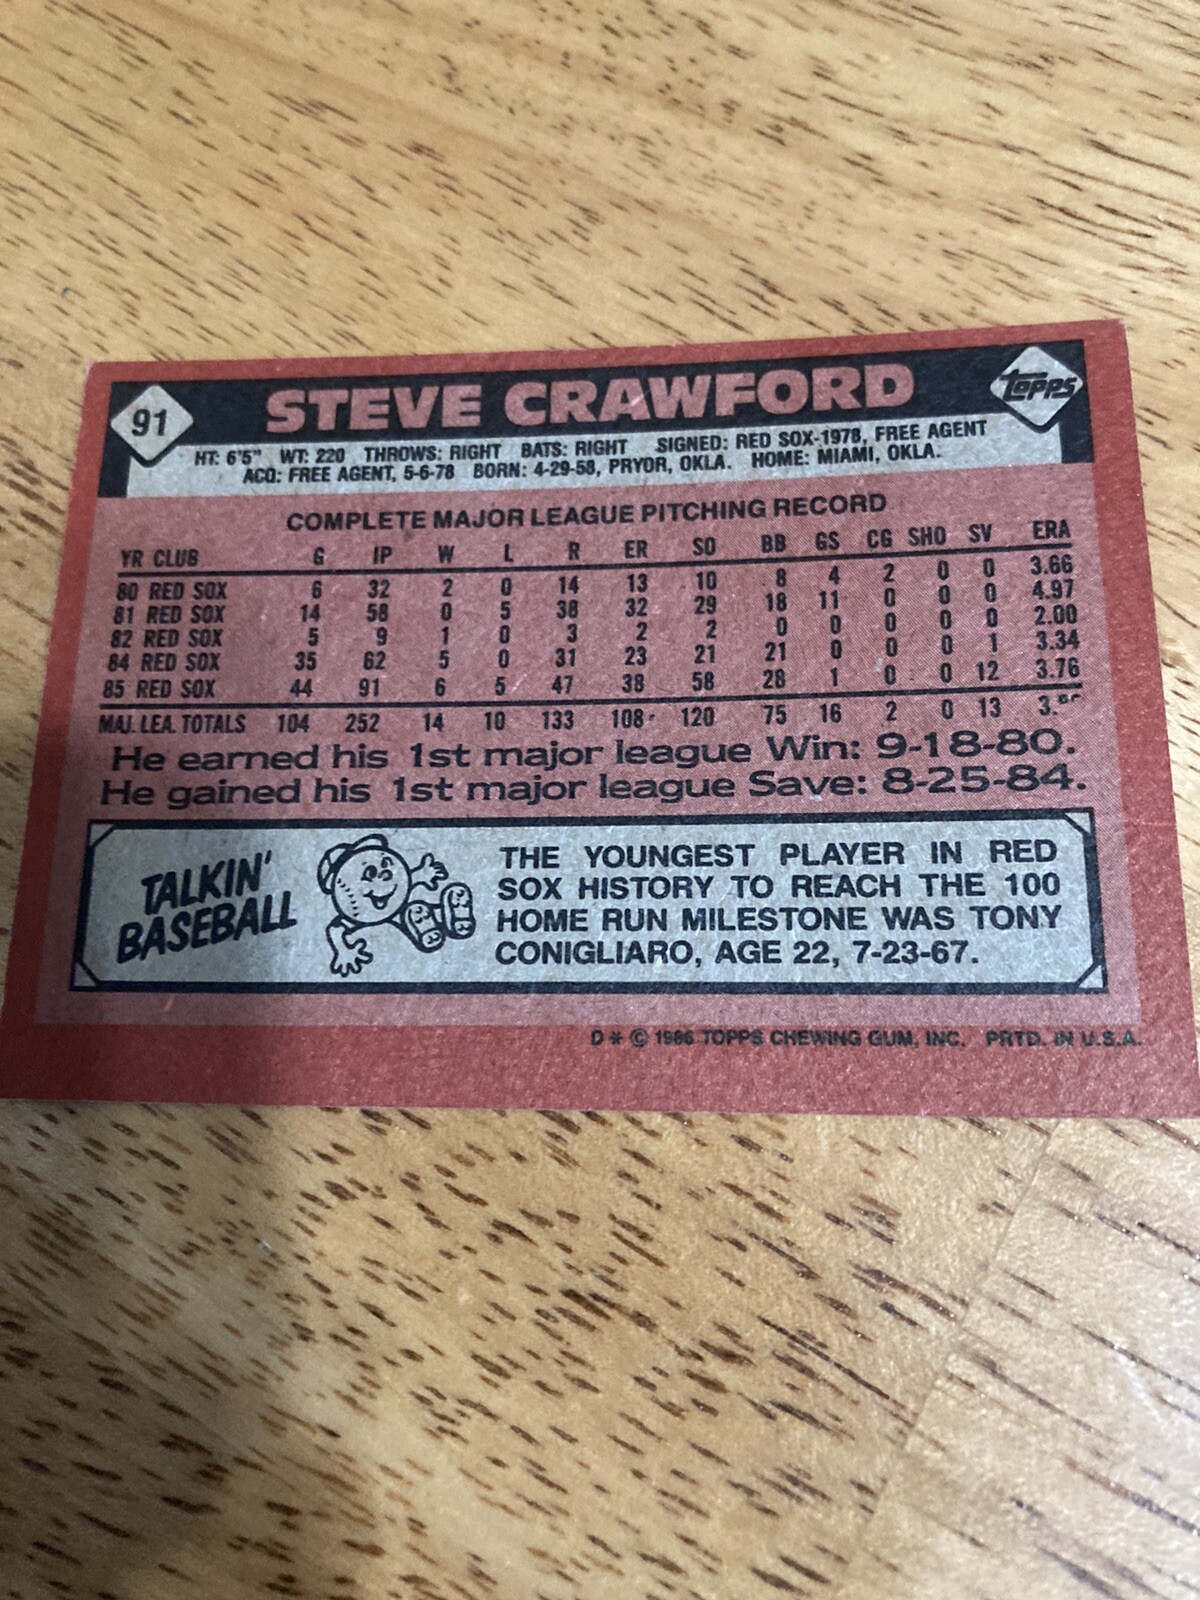 91 STEVE CRAWFORD Topps
HT: 6'5" WT: 220 THROWS: RIGHT BATS: RIGHT SIGNED: RED SOX-1978, FREE AGENT
ACQ: FREE AGENT, 5-6-78 BORN: 4-29-58, PRYOR, OKLA. HOME: MIAMI, OKLA.
COMPLETE MAJOR LEAGUE PITCHING RECORD
YR CLUB G IP W L R ER SO BB GS CG SHO SV ERA
80 RED SOX 6 32 2 0 14 13 10 8 4 2 0 0 3.66
81 RED SOX 14 58 0 5 38 32 29 18 11 0 0 0 4.97
82 RED SOX 5 9 1 0 3 2 2 0 0 0 0 0 2.00
84 RED SOX 35 62 5 0 31 23 21 21 0 0 0 1 3.34
85 RED SOX 44 91 6 5 47 38 58 28 1 0 0 12 3.76
MAJ. LEA. TOTALS 104 252 14 10 133 108 120 75 16 2 0 13
He earned his 1st major league Win: 9-18-80.
He gained his 1st major league Save: 8-25-84.
TALKIN'
BASEBALL
THE YOUNGEST PLAYER IN RED
SOX HISTORY TO REACH THE 100
HOME RUN MILESTONE WAS TONY
CONIGLIARO, AGE 22, 7-23-67.
D * © 1986 TOPPS CHEWING GUM, INC. PRTD. IN U.S.A.